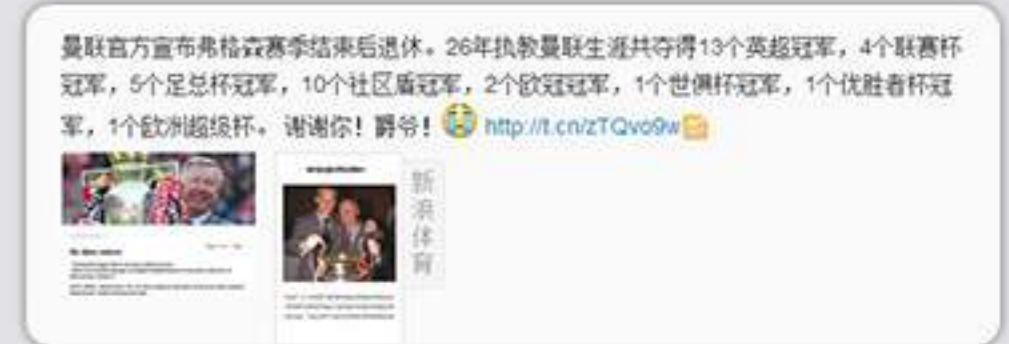 曼联官方宣布弗格森赛季结束后退休。26年执教曼联生涯共夺得13个英超冠军，4个联赛杯
冠军，5个足总杯冠军，10个社区盾冠军，2个欧冠冠军，1个世俱杯冠军，1个优胜者杯冠
军，1个欧洲超级杯。 谢谢你！爵爷！ http://t.cn/zTQvo9w
新浪体育